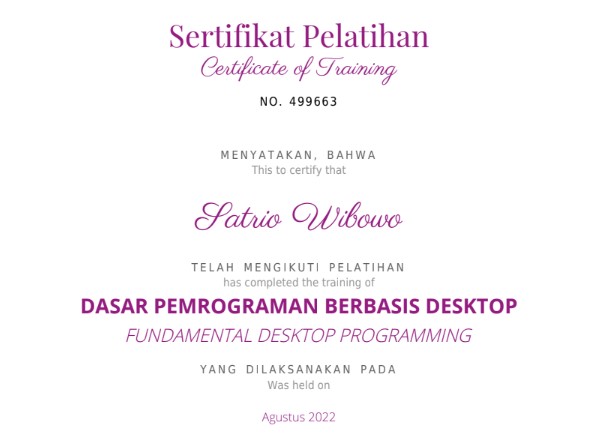 Sertifikat Pelatihan
Certificate of Training
NO. 499663
MENYATAKAN, BAHWA
This to certify that
Satrio Wibowo
TELAH MENGIKUTI PELATIHAN
has completed the training of
DASAR PEMROGRAMAN BERBASIS DESKTOP
FUNDAMENTAL DESKTOP PROGRAMMING
YANG DILAKSANAKAN PADA
Was held on
Agustus 2022